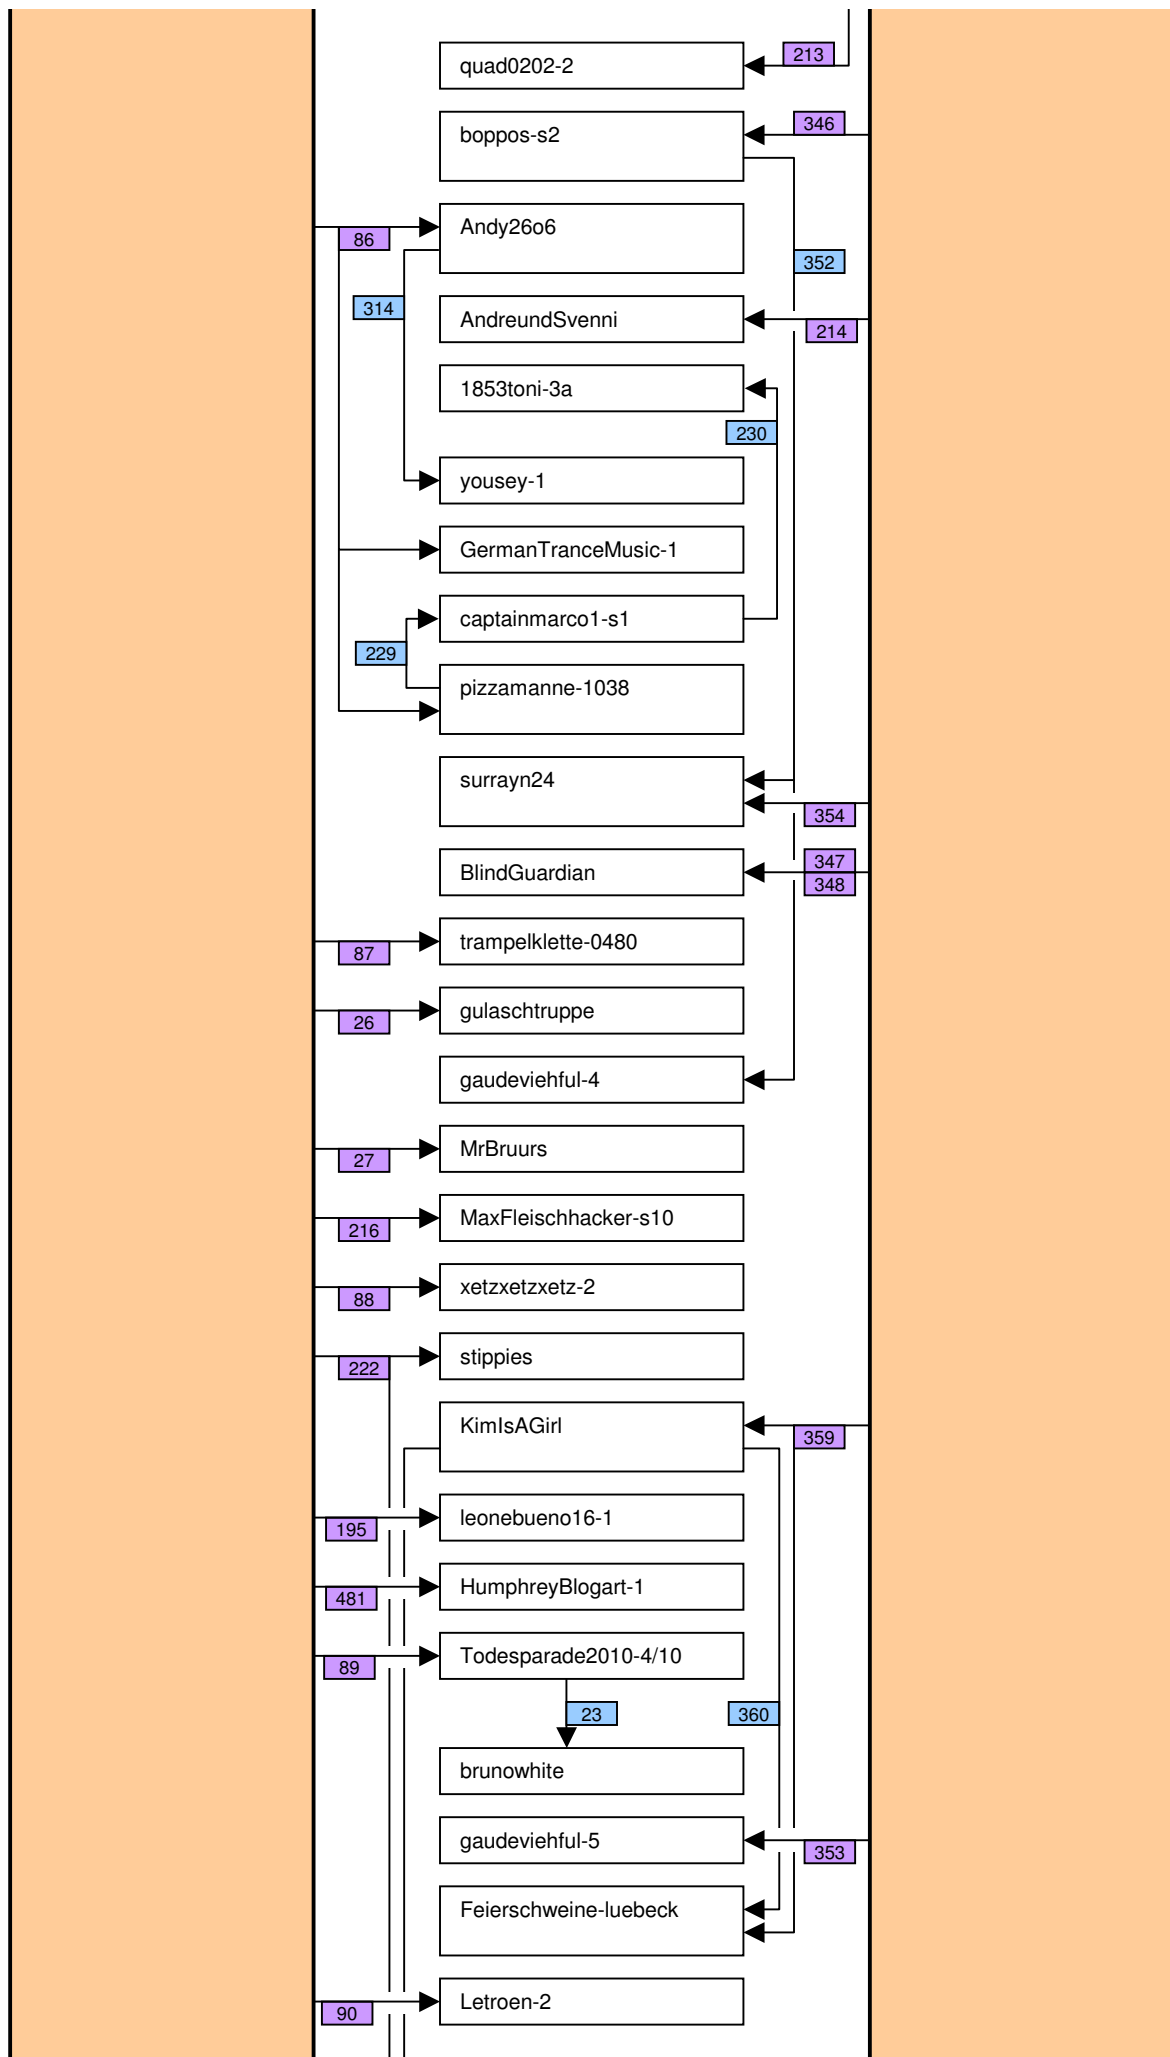 213
quad0202-2
346
boppos-s2
Andy26o6
86
352
314
AndreundSvenni
214
1853toni-3a
230
yousey-1
GermanTranceMusic-1
captainmarco1-s1
229
pizzamanne-1038
surrayn24
354
347
BlindGuardian
348
trampelklette-0480
87
gulaschtruppe
26
gaudeviehful-4
MrBruurs
27
MaxFleischhacker-s10
216
xetzxetzxetz-2
88
stippies
222
KimIsAGirl
359
leonebueno16-1
195
HumphreyBlogart-1
481
Todesparade2010-4/10
89
23
360
brunowhite
gaudeviehful-5
353
Feierschweine-luebeck
Letroen-2
90